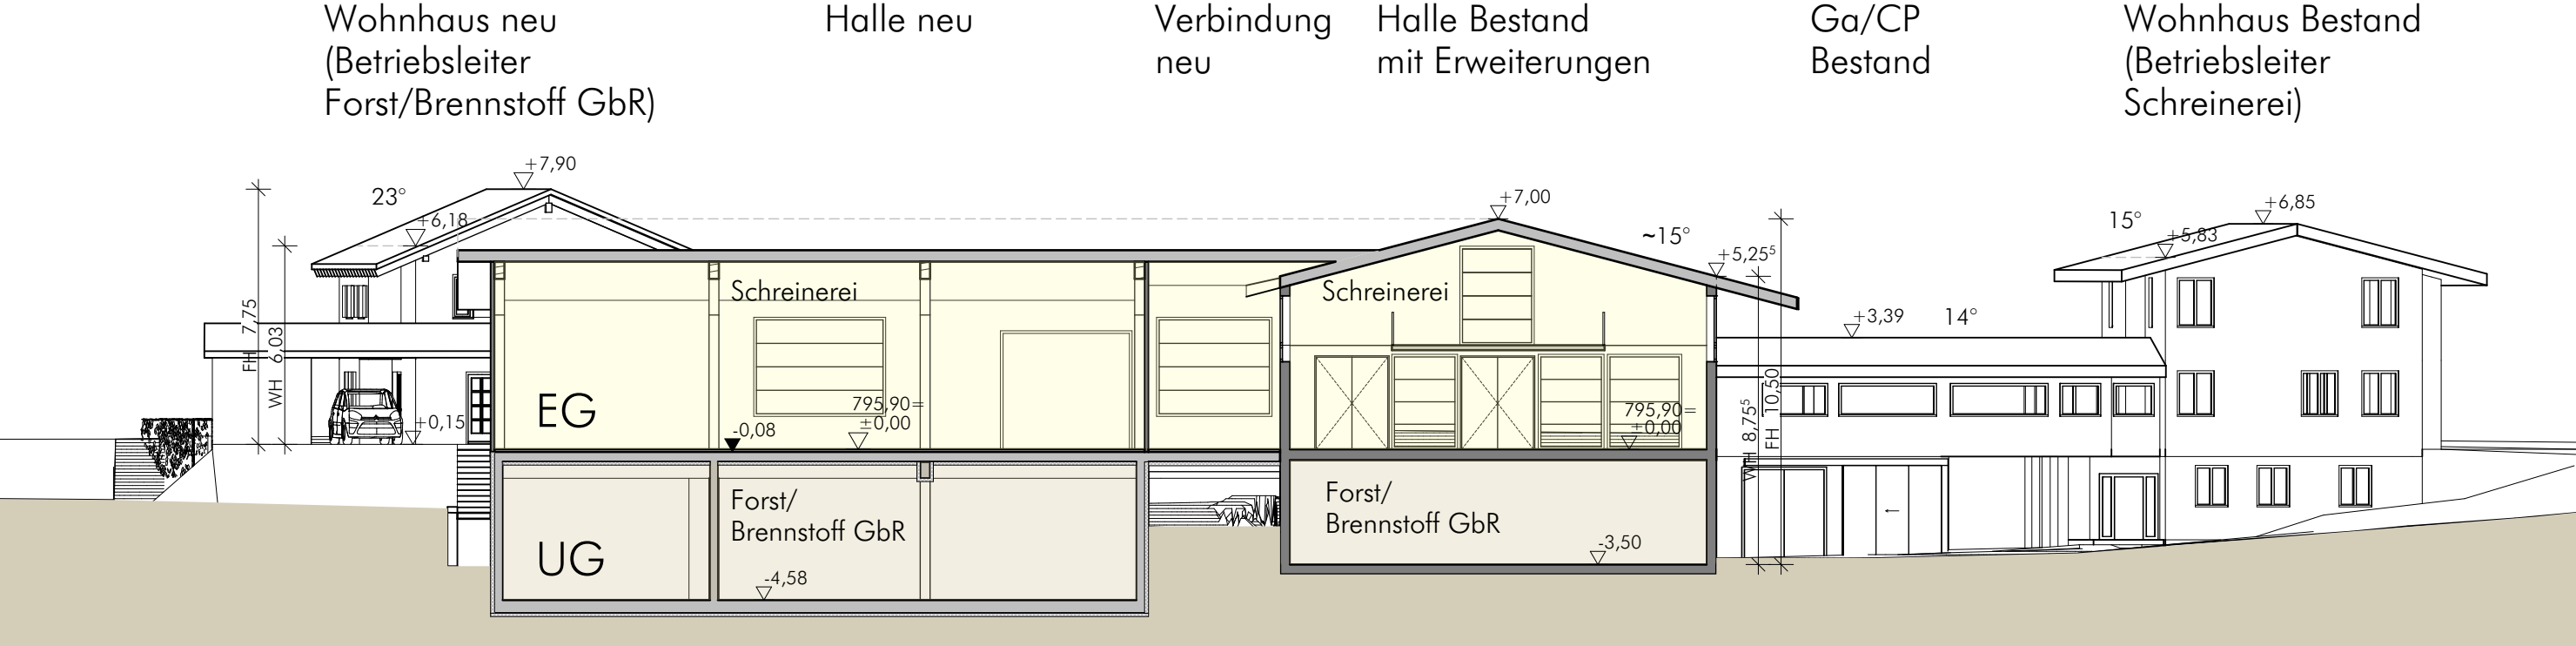 Wohnhaus neu
(Betriebsleiter
Forst/Brennstoff GbR)
Halle neu
Verbindung
neu
Halle Bestand
mit Erweiterungen
Ga/CP
Bestand
Wohnhaus Bestand
(Betriebsleiter
Schreinerei)
+7,90
23°
+6,18
FH 7,75
WH 6,03
+0,15
Schreinerei
EG
-0,08
795,90=
±0,00
UG
Forst/
Brennstoff GbR
-4,58
+7,00
~15°
+5,25⁵
Schreinerei
795,90=
±0,00
Forst/
Brennstoff GbR
-3,50
WH 8,75⁵
FH 10,50
+3,39
14°
15°
+6,85
+5,83